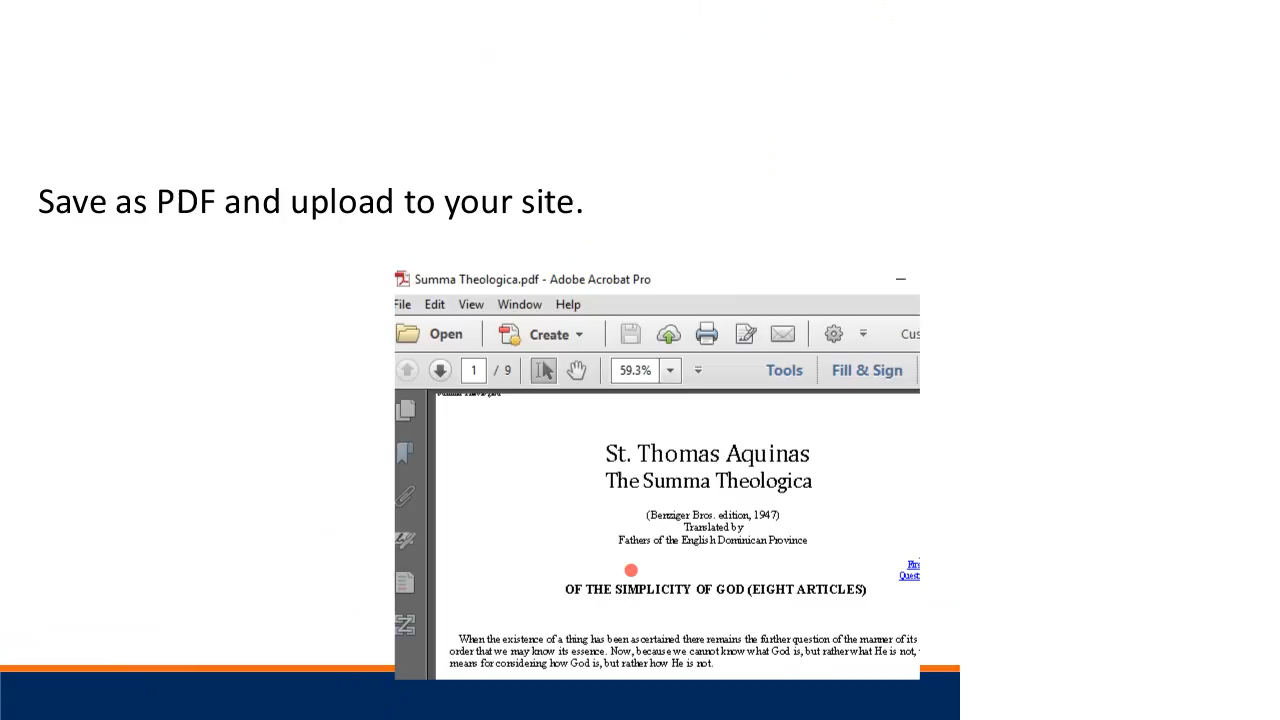 Save as PDF and upload to your site.
Summa Theologica.pdf - Adobe Acrobat Pro
File Edit View Window Help
Open Create Cus
1 / 9 59.3% Tools Fill & Sign
St. Thomas Aquinas
The Summa Theologica
(Benziger Bros. edition, 1947)
Translated by
Fathers of the English Dominican Province
Quest
OF THE SIMPLICITY OF GOD (EIGHT ARTICLES)
When the existence of a thing has been ascertained there remains the further question of the manner of its
order that we may know its essence. Now, because we cannot know what God is, but rather what He is not,
means for considering how God is, but rather how He is not.